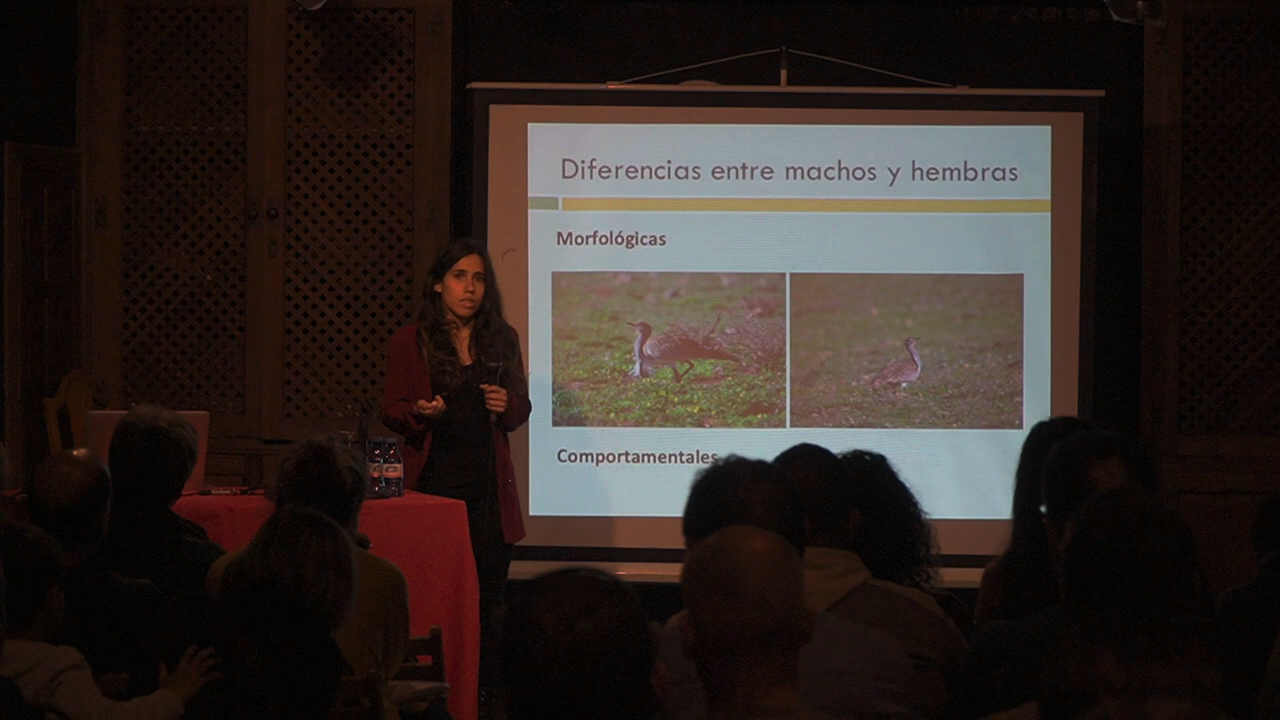 Diferencias entre machos y hembras
Morfológicas
Comportamentales